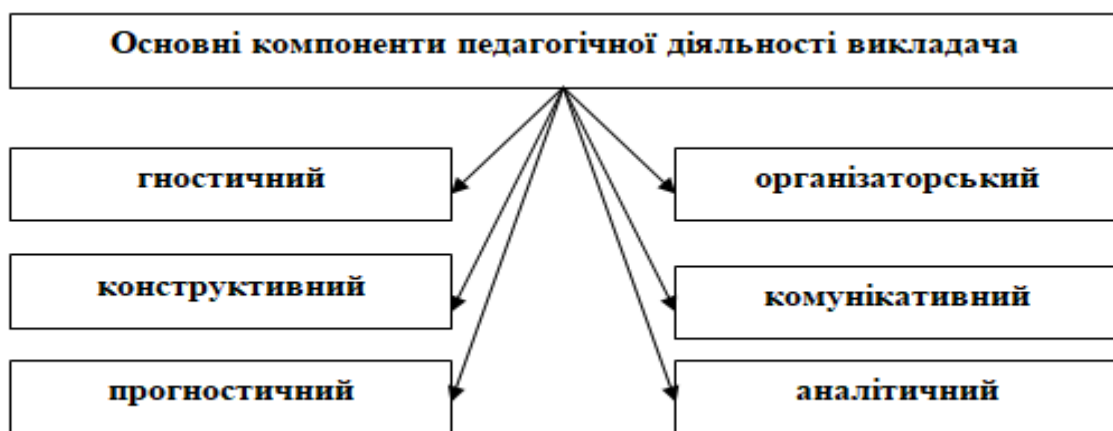 Основні компоненти педагогічної діяльності викладача
гностичний
організаторський
конструктивний
комунікативний
прогностичний
аналітичний